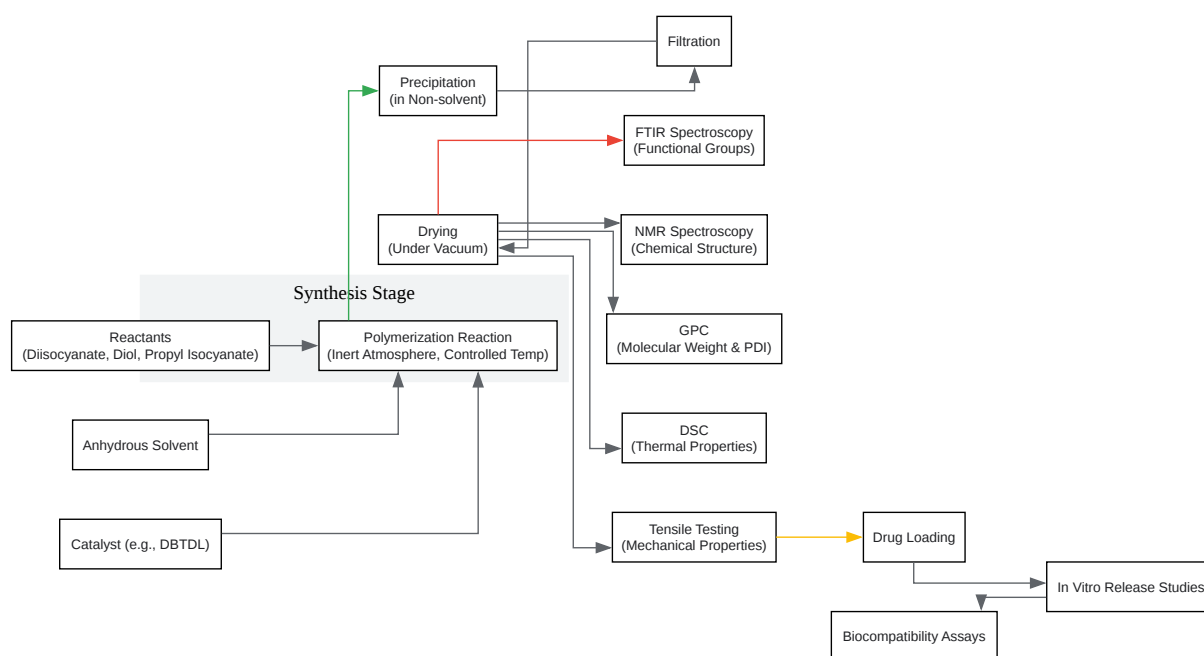 Filtration
Precipitation
(in Non-solvent)
FTIR Spectroscopy
(Functional Groups)
Drying
(Under Vacuum)
NMR Spectroscopy
(Chemical Structure)
Synthesis Stage
Reactants
(Diisocyanate, Diol, Propyl Isocyanate)
Polymerization Reaction
(Inert Atmosphere, Controlled Temp)
GPC
(Molecular Weight & PDI)
Anhydrous Solvent
DSC
(Thermal Properties)
Catalyst (e.g., DBTDL)
Tensile Testing
(Mechanical Properties)
Drug Loading
In Vitro Release Studies
Biocompatibility Assays